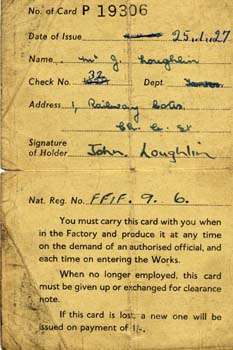 No. of Card P 19306
Date of Issue 25.1.27
Name Mr J. Loughlin
Check No. 32 Dept.
Address 1, Railway Cotts
Signature
of Holder John Loughlin
Nat. Reg. No. FFIF. 9. 6.
You must carry this card with you when
in the Factory and produce it at any time
on the demand of an authorised official, and
each time on entering the Works.
When no longer employed, this card
must be given up or exchanged for clearance
note.
If this card is lost, a new one will be
issued on payment of 1/-.